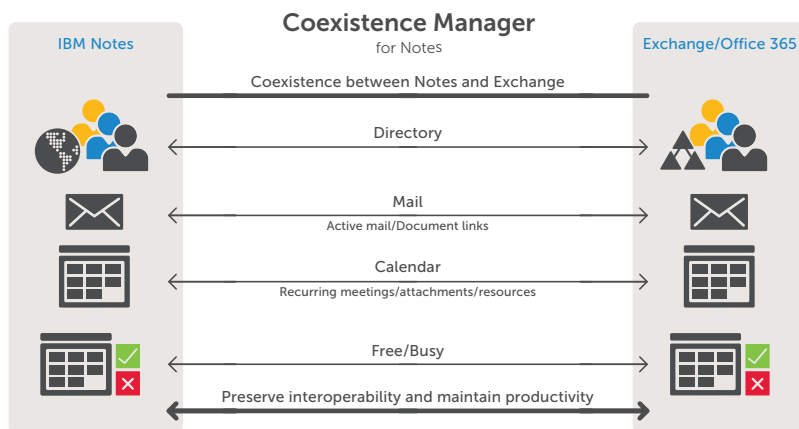 Coexistence Manager
for Notes
IBM Notes
Exchange/Office 365
Coexistence between Notes and Exchange
Directory
Mail
Active mail/Document links
Calendar
Recurring meetings/attachments/resources
Free/Busy
Preserve interoperability and maintain productivity